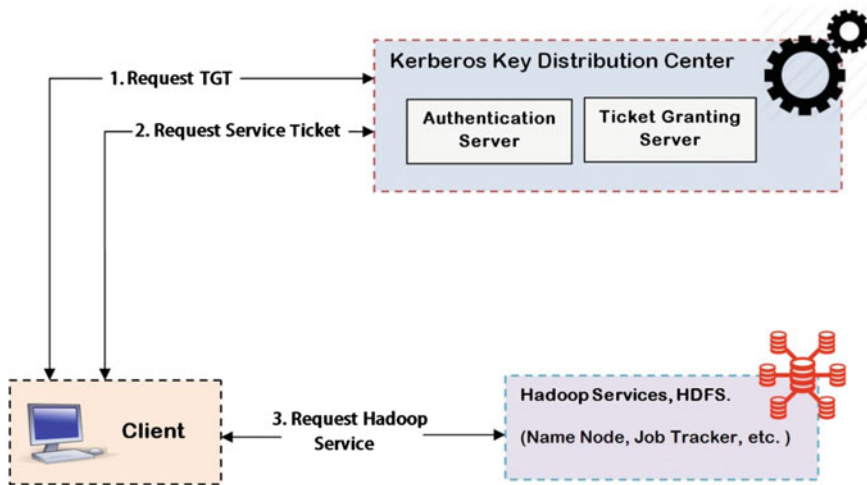 Kerberos Key Distribution Center
1. Request TGT
Authentication
Server
Ticket Granting
Server
2. Request Service Ticket
Client
3. Request Hadoop
Service
Hadoop Services, HDFS.
(Name Node, Job Tracker, etc. )